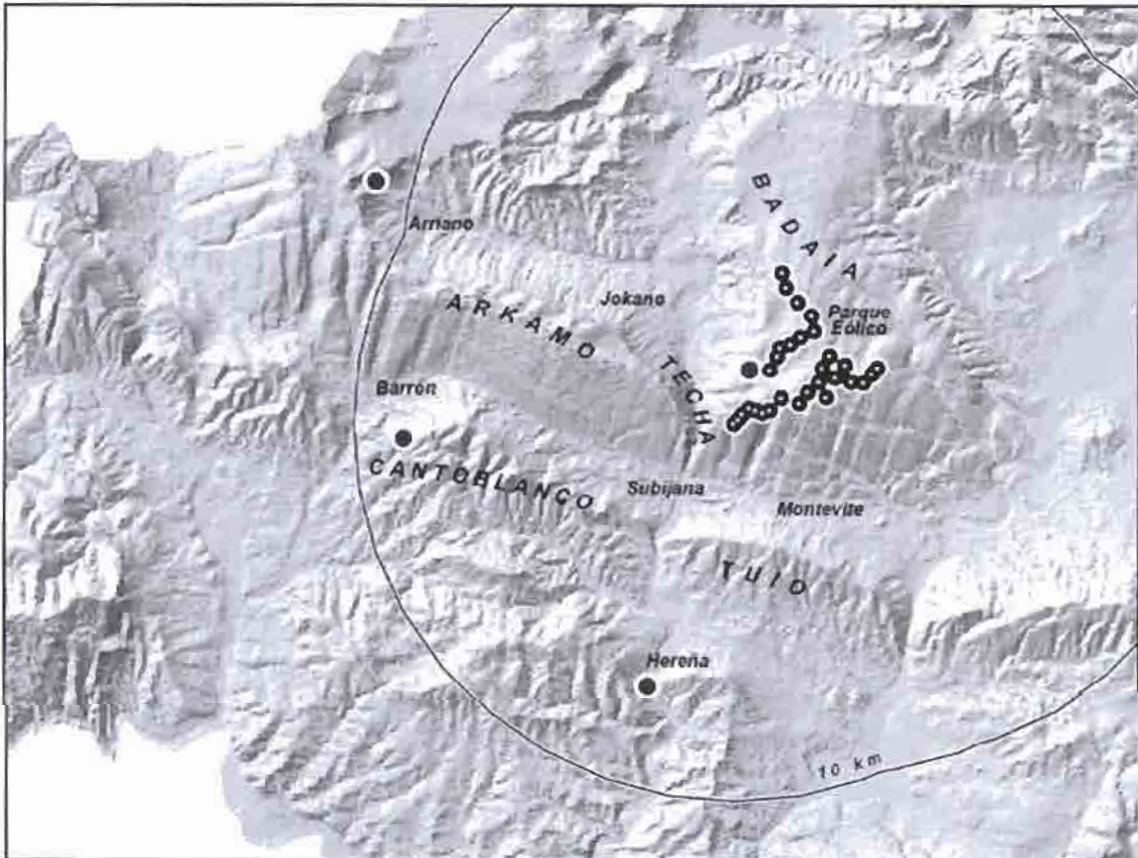 BADAIA
Arriano
Jokano
ARKAMO
Parque
Eólico
TECHA
Barrón
CANTOBLANCO
Subijana
Montevite
TUIO
Hereña
10 km